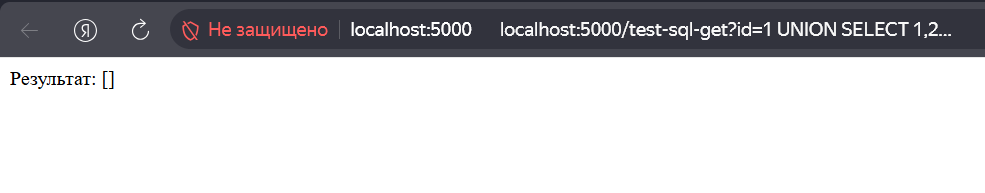 Я Не защищено localhost:5000 localhost:5000/test-sql-get?id=1 UNION SELECT 1,2...
Результат: []